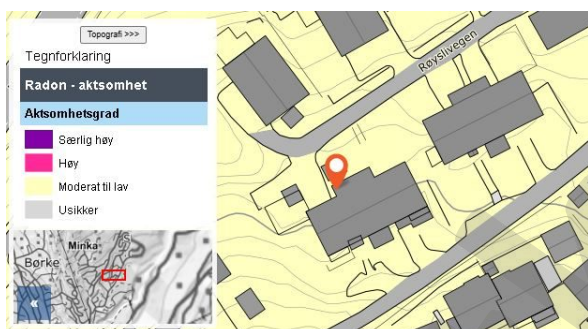 Topografi >>>
Tegnforklaring
Radon - aktsomhet
Aktsomhetsgrad
Særlig høy
Høy
Moderat til lav
Usikker
Røyslivegen
Minka
Børke
«